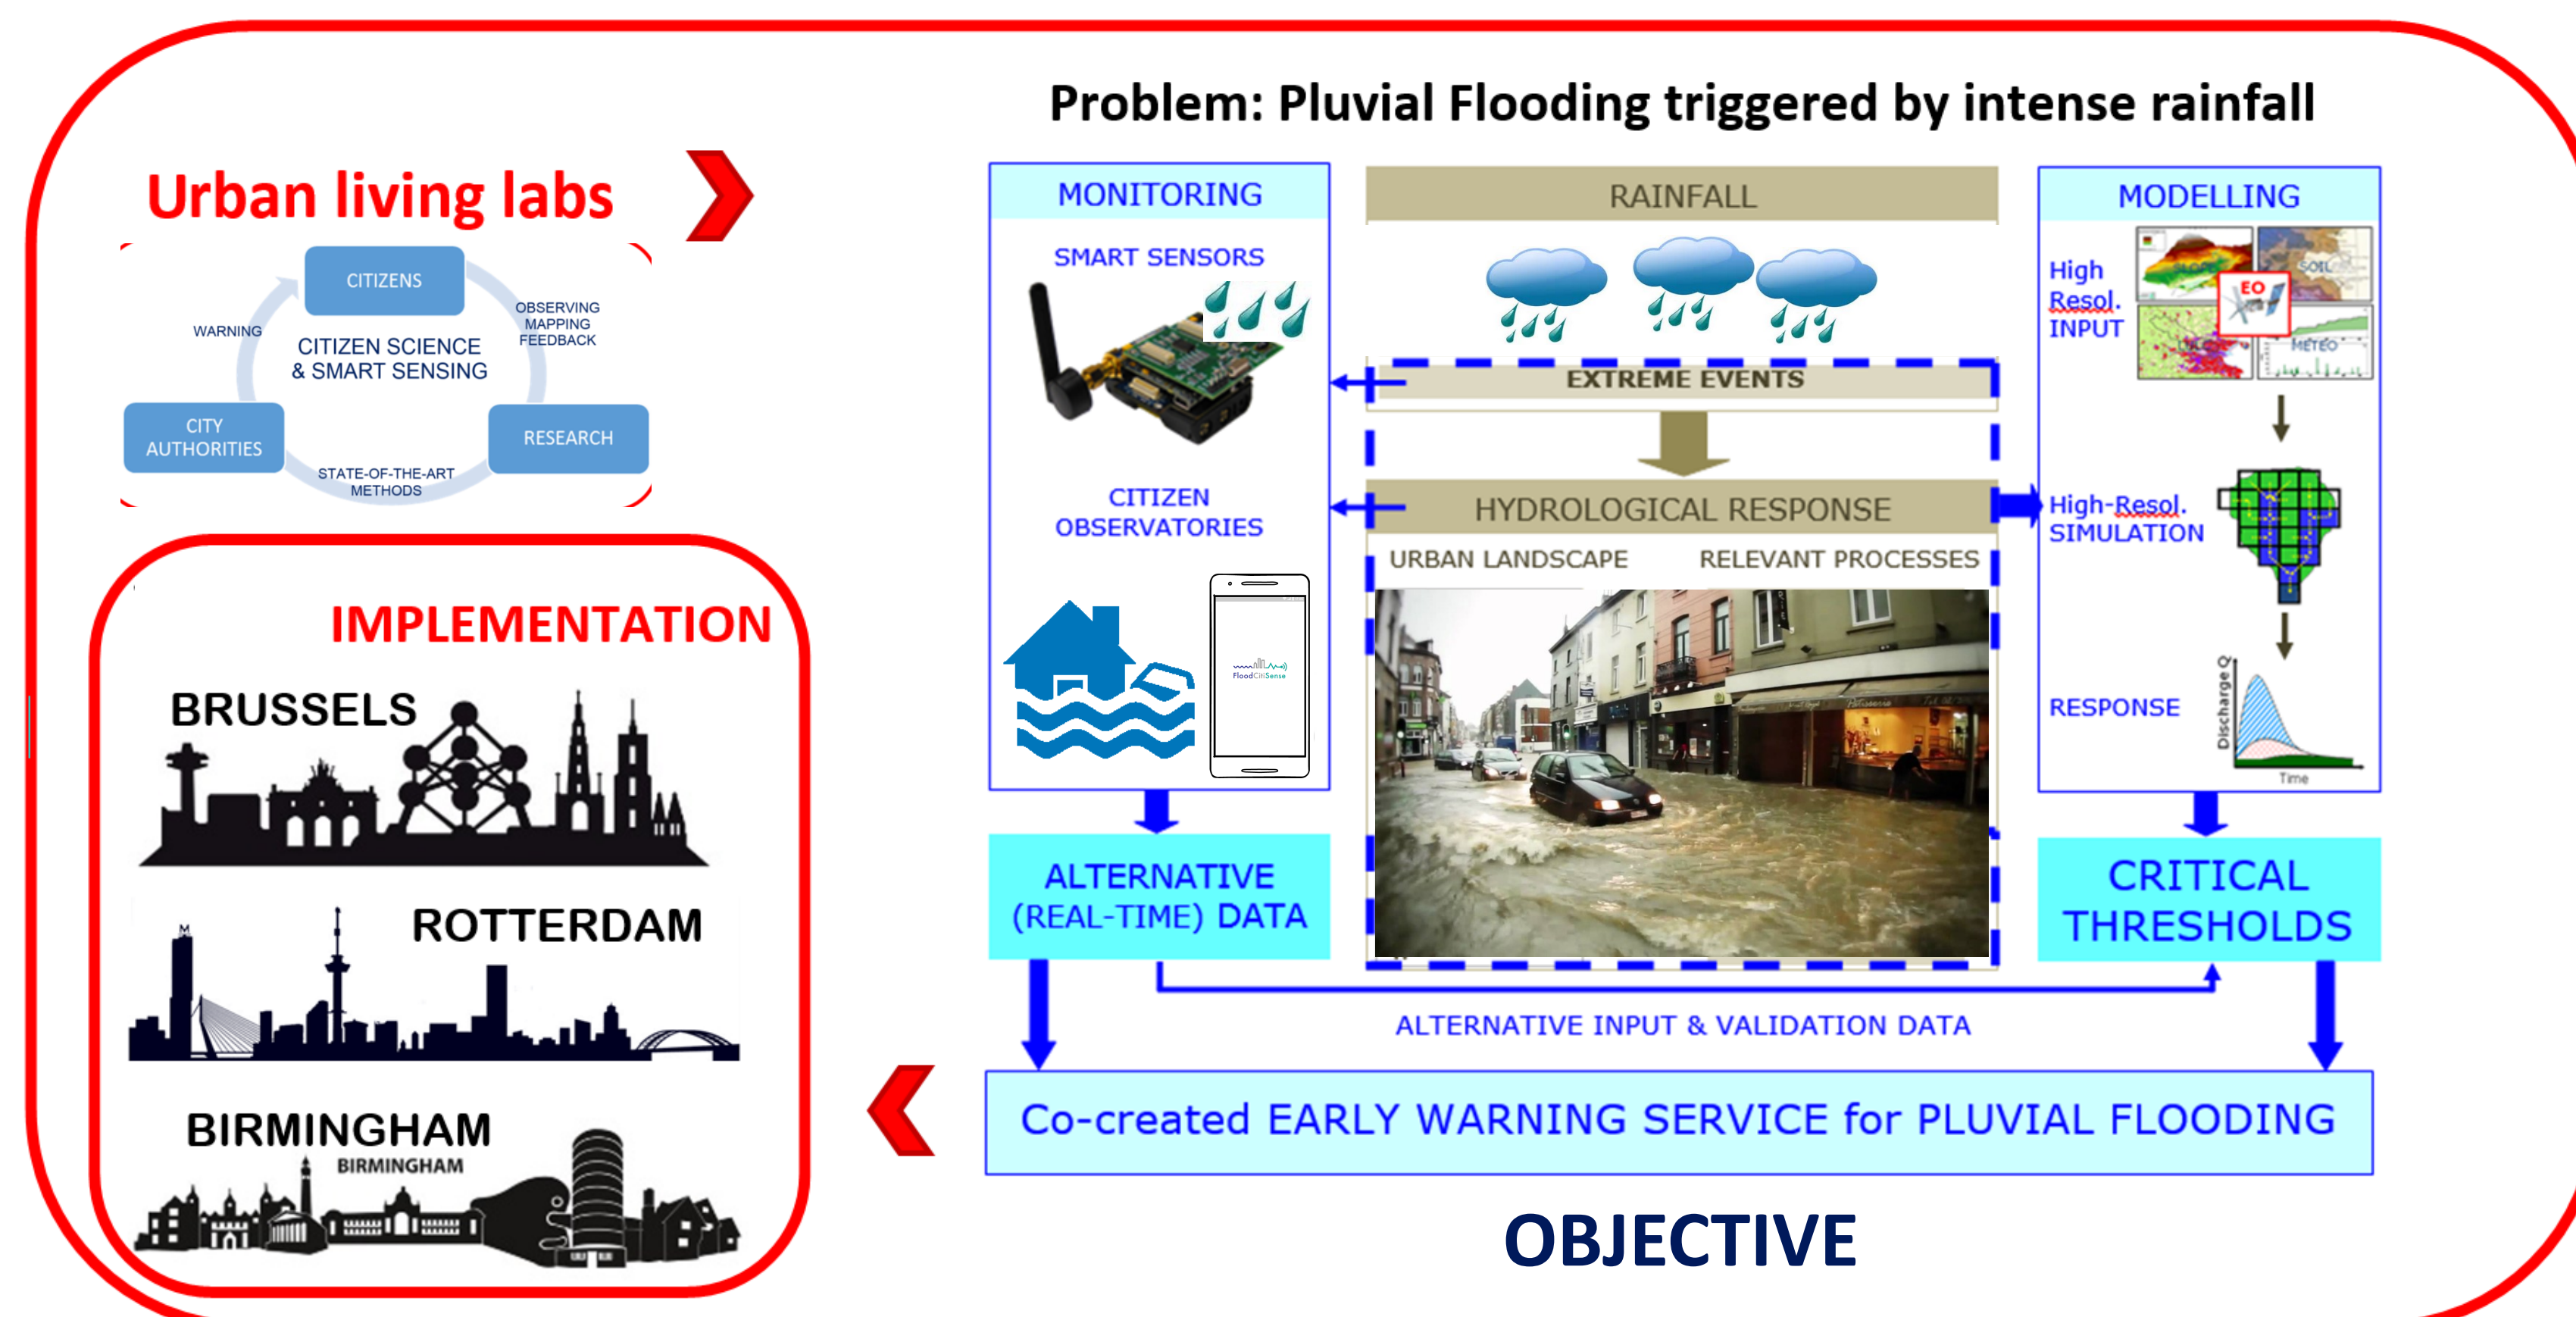 Problem: Pluvial Flooding triggered by intense rainfall
Urban living labs
CITIZENS
WARNING
OBSERVING
MAPPING
FEEDBACK
CITIZEN SCIENCE
& SMART SENSING
CITY
AUTHORITIES
RESEARCH
STATE-OF-THE-ART
METHODS
IMPLEMENTATION
BRUSSELS
ROTTERDAM
M
BIRMINGHAM
BIRMINGHAM
MONITORING
SMART SENSORS
CITIZEN
OBSERVATORIES
FloodCitiSense
ALTERNATIVE
(REAL-TIME) DATA
RAINFALL
EXTREME EVENTS
HYDROLOGICAL RESPONSE
URBAN LANDSCAPE
RELEVANT PROCESSES
MODELLING
High
Resol.
INPUT
SLOPE
SOIL
EO
METEO
High-Resol.
SIMULATION
RESPONSE
Discharge Q
Time
CRITICAL
THRESHOLDS
ALTERNATIVE INPUT & VALIDATION DATA
Co-created EARLY WARNING SERVICE for PLUVIAL FLOODING
OBJECTIVE